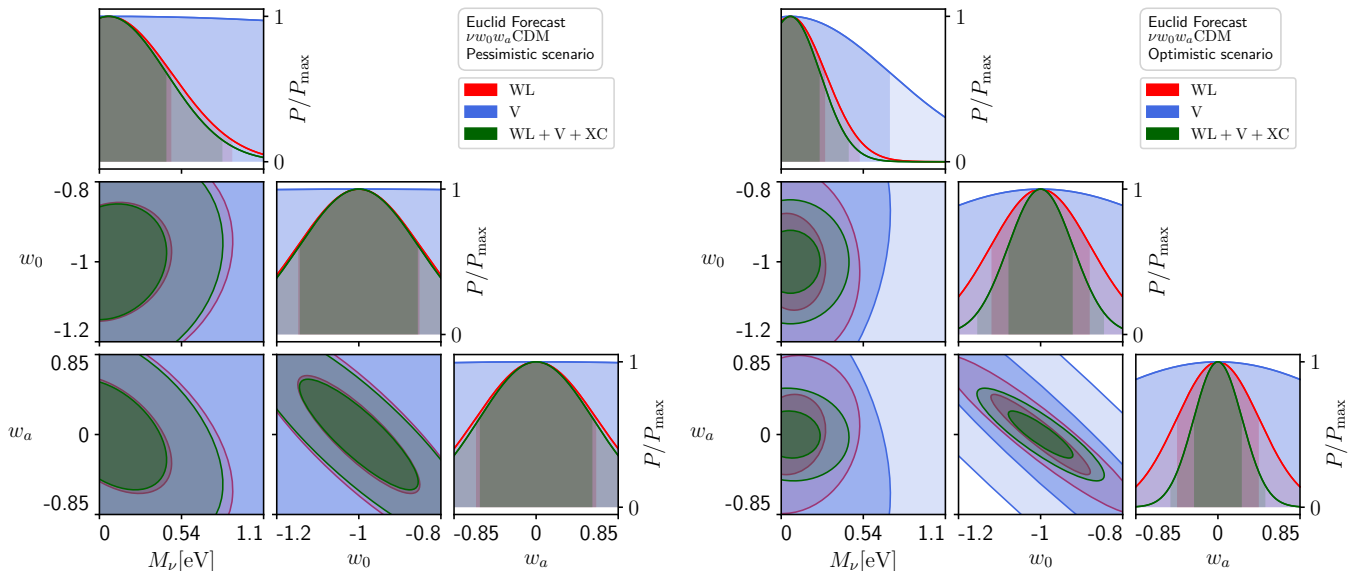 Euclid Forecast
νw₀wₐCDM
Pessimistic scenario
WL
V
WL + V + XC
1
P/Pmax
0
-0.8
w₀
-1
-1.2
1
P/Pmax
0
0.85
wₐ
0
-0.85
1
P/Pmax
0
0
0.54
1.1
Mν[eV]
-1.2
-1
-0.8
w₀
-0.85
0
0.85
wₐ
Euclid Forecast
νw₀wₐCDM
Optimistic scenario
WL
V
WL + V + XC
1
P/Pmax
0
-0.8
w₀
-1
-1.2
1
P/Pmax
0
0.85
wₐ
0
-0.85
1
P/Pmax
0
0
0.54
1.1
Mν[eV]
-1.2
-1
-0.8
w₀
-0.85
0
0.85
wₐ